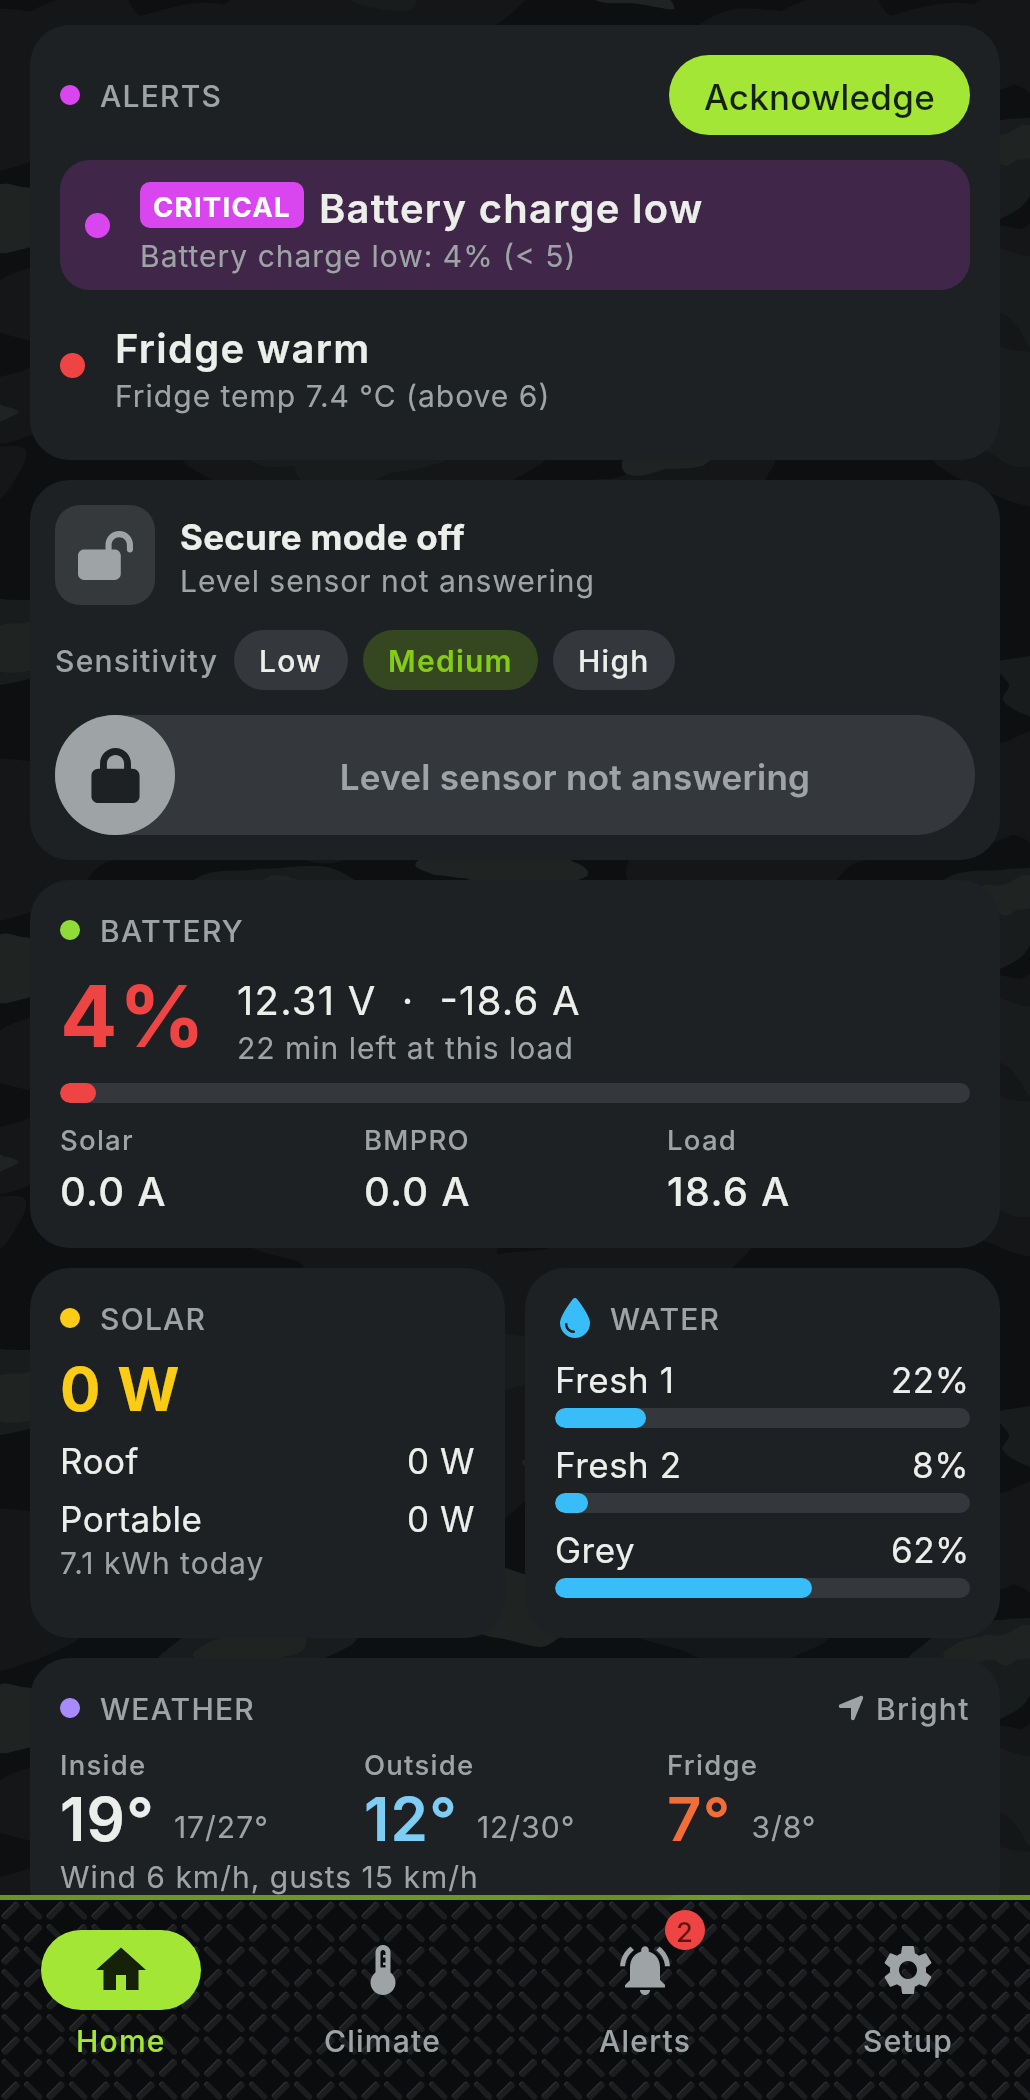 ALERTS
Acknowledge
CRITICAL Battery charge low
Battery charge low: 4% (< 5)
Fridge warm
Fridge temp 7.4 °C (above 6)
Secure mode off
Level sensor not answering
Sensitivity Low Medium High
Level sensor not answering
BATTERY
4% 12.31 V · -18.6 A
22 min left at this load
Solar BMPRO Load
0.0 A 0.0 A 18.6 A
SOLAR
0 W
Roof 0 W
Portable 0 W
7.1 kWh today
WATER
Fresh 1 22%
Fresh 2 8%
Grey 62%
WEATHER Bright
Inside Outside Fridge
19° 17/27° 12° 12/30° 7° 3/8°
Wind 6 km/h, gusts 15 km/h
2
Home Climate Alerts Setup